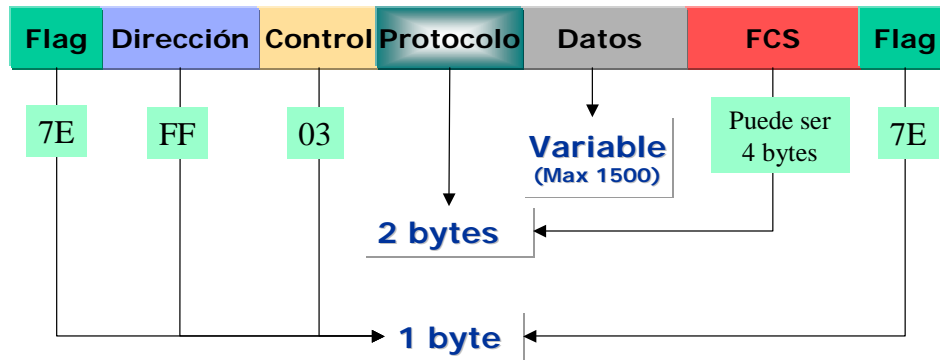 Flag Dirección Control Protocolo Datos FCS Flag
7E FF 03 Puede ser 7E
4 bytes
Variable
(Max 1500)
2 bytes
1 byte